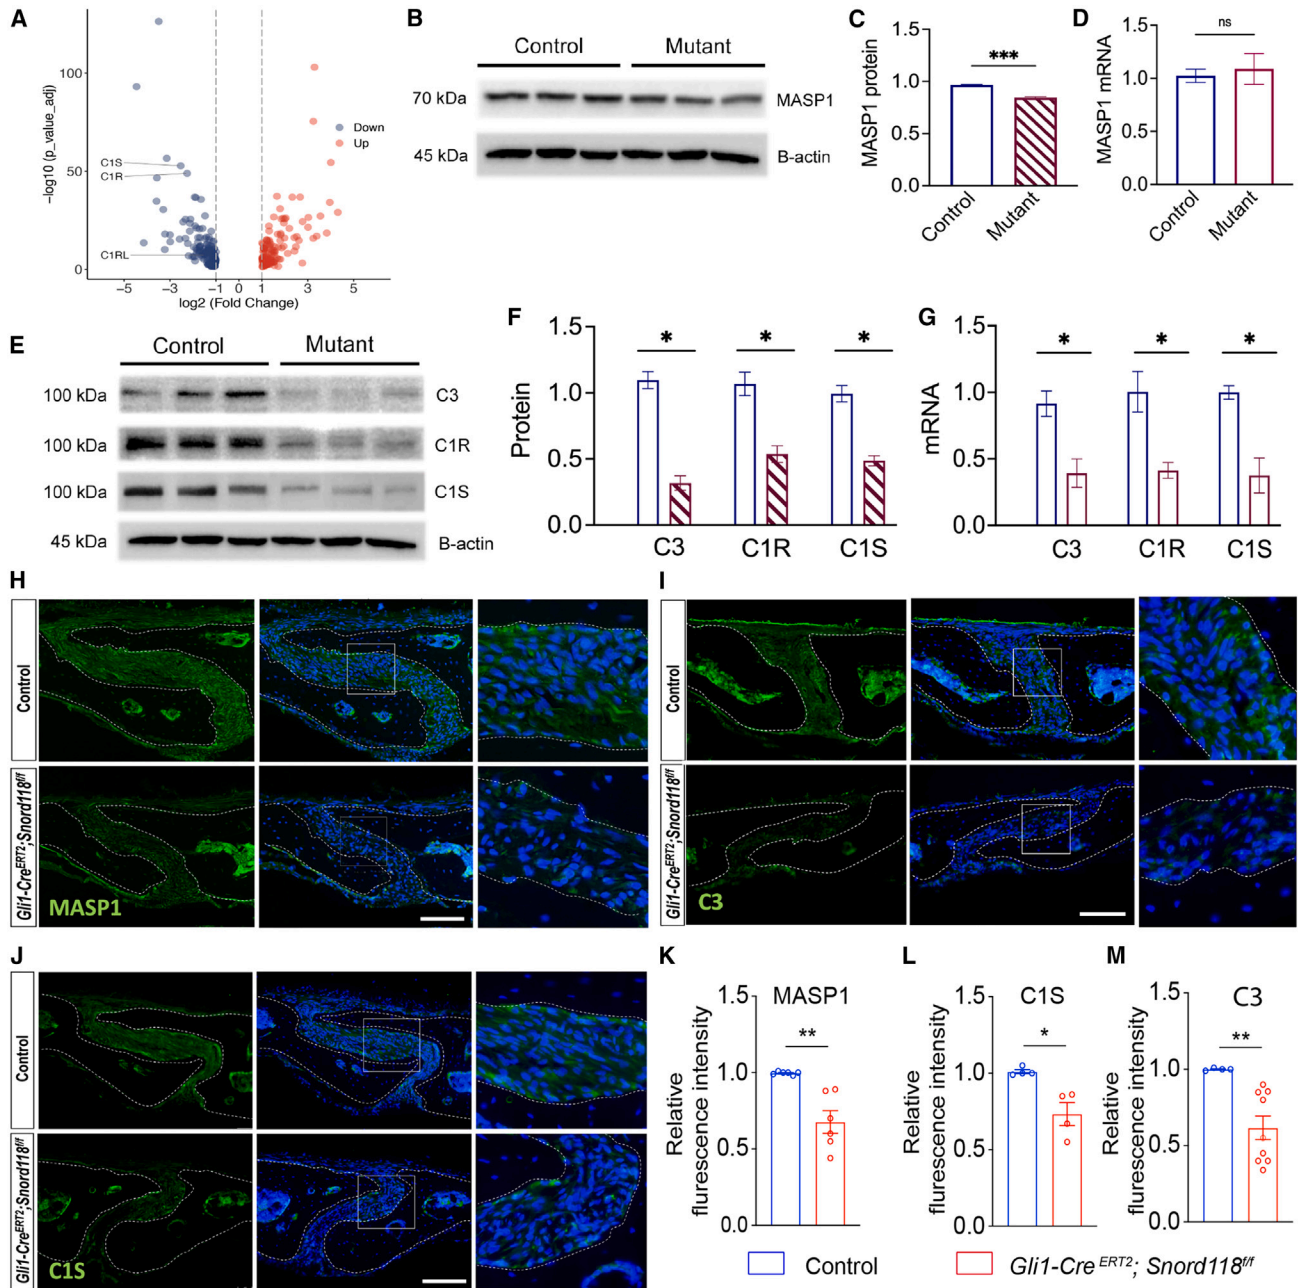 A
−log10 (p_value_adj)
100
50
0
C1S
C1R
C1RL
Down
Up
−5
−3
−1
0
1
3
5
log2 (Fold Change)
B
Control
Mutant
70 kDa
MASP1
45 kDa
B-actin
C
MASP1 protein
1.5
1.0
0.5
0.0
***
Control
Mutant
D
MASP1 mRNA
1.5
1.0
0.5
0.0
ns
Control
Mutant
E
Control
Mutant
100 kDa
C3
100 kDa
C1R
100 kDa
C1S
45 kDa
B-actin
F
Protein
1.5
1.0
0.5
0.0
*
*
*
C3
C1R
C1S
G
mRNA
1.5
1.0
0.5
0.0
*
*
*
C3
C1R
C1S
H
Control
Gli1-CreERT2;Snord118f/f
MASP1
I
Control
Gli1-CreERT2;Snord118f/f
C3
J
Control
Gli1-CreERT2;Snord118f/f
C1S
K
MASP1
Relative
flurescence intensity
1.5
1.0
0.5
0.0
**
L
C1S
Relative
flurescence intensity
1.5
1.0
0.5
0.0
*
M
C3
Relative
flurescence intensity
1.5
1.0
0.5
0.0
**
Control
Gli1-Cre ERT2; Snord118f/f